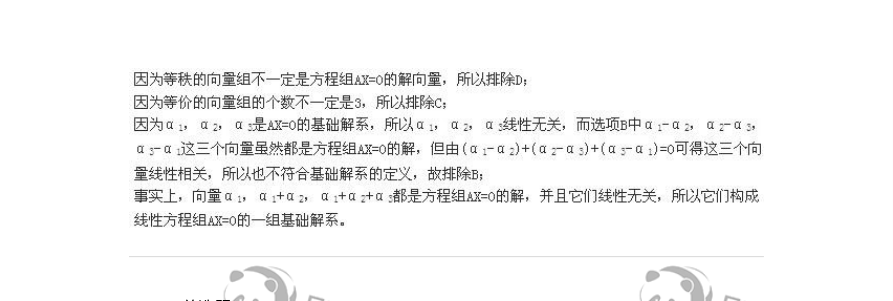 因为等秩的向量组不一定是方程组AX=0的解向量，所以排除D；
因为等价的向量组的个数不一定是3，所以排除C；
因为α₁，α₂，α₃是AX=0的基础解系，所以α₁，α₂，α₃线性无关，而选项B中α₁-α₂，α₂-α₃，
α₃-α₁这三个向量虽然都是方程组AX=0的解，但由(α₁-α₂)+(α₂-α₃)+(α₃-α₁)=0可得这三个向
量线性相关，所以也不符合基础解系的定义，故排除B；
事实上，向量α₁，α₁+α₂，α₁+α₂+α₃都是方程组AX=0的解，并且它们线性无关，所以它们构成
线性方程组AX=0的一组基础解系。